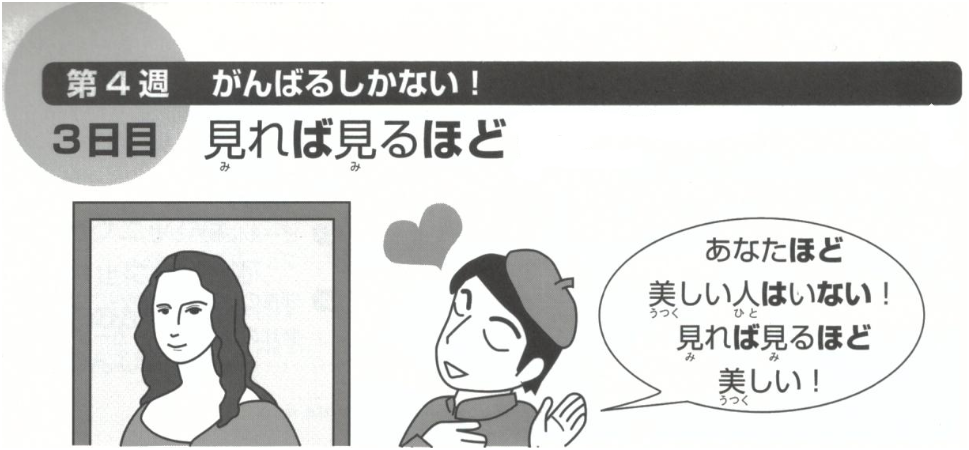 第4週 がんばるしかない！
3日目 見れば見るほど
み み
あなたほど
美しい人はいない！
うつく ひと
見れば見るほど
み み
美しい！
うつく